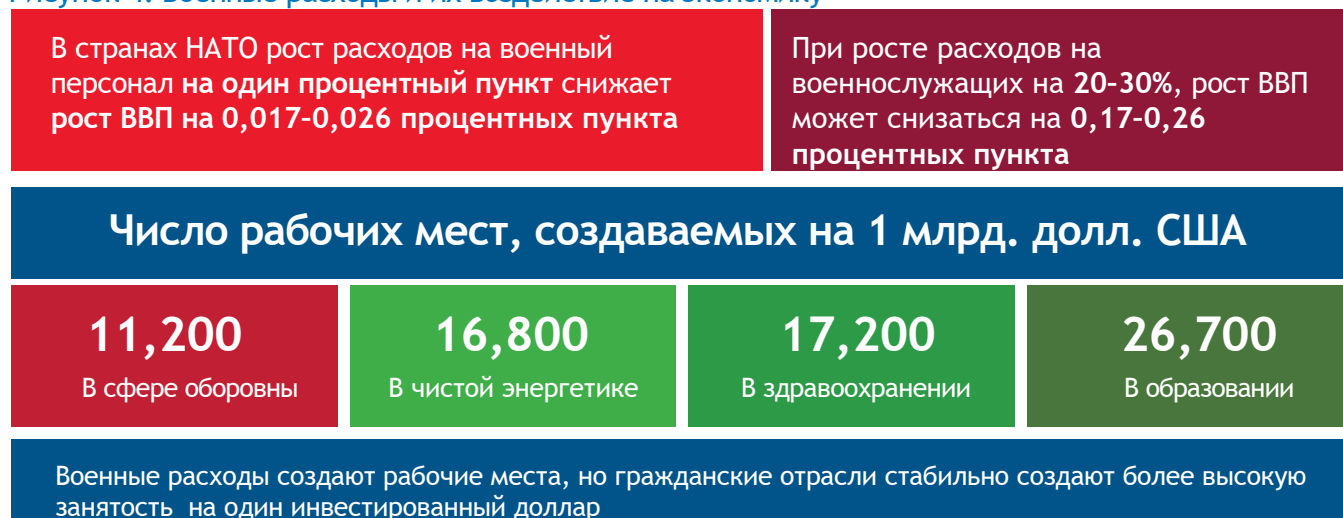 В странах НАТО рост расходов на военный
персонал на один процентный пункт снижает
рост ВВП на 0,017–0,026 процентных пункта
При росте расходов на
военнослужащих на 20–30%, рост ВВП
может снизаться на 0,17–0,26
процентных пункта
Число рабочих мест, создаваемых на 1 млрд. долл. США
11,200
В сфере оборовны
16,800
В чистой энергетике
17,200
В здравоохранении
26,700
В образовании
Военные расходы создают рабочие места, но гражданские отрасли стабильно создают более высокую
занятость на один инвестированный доллар